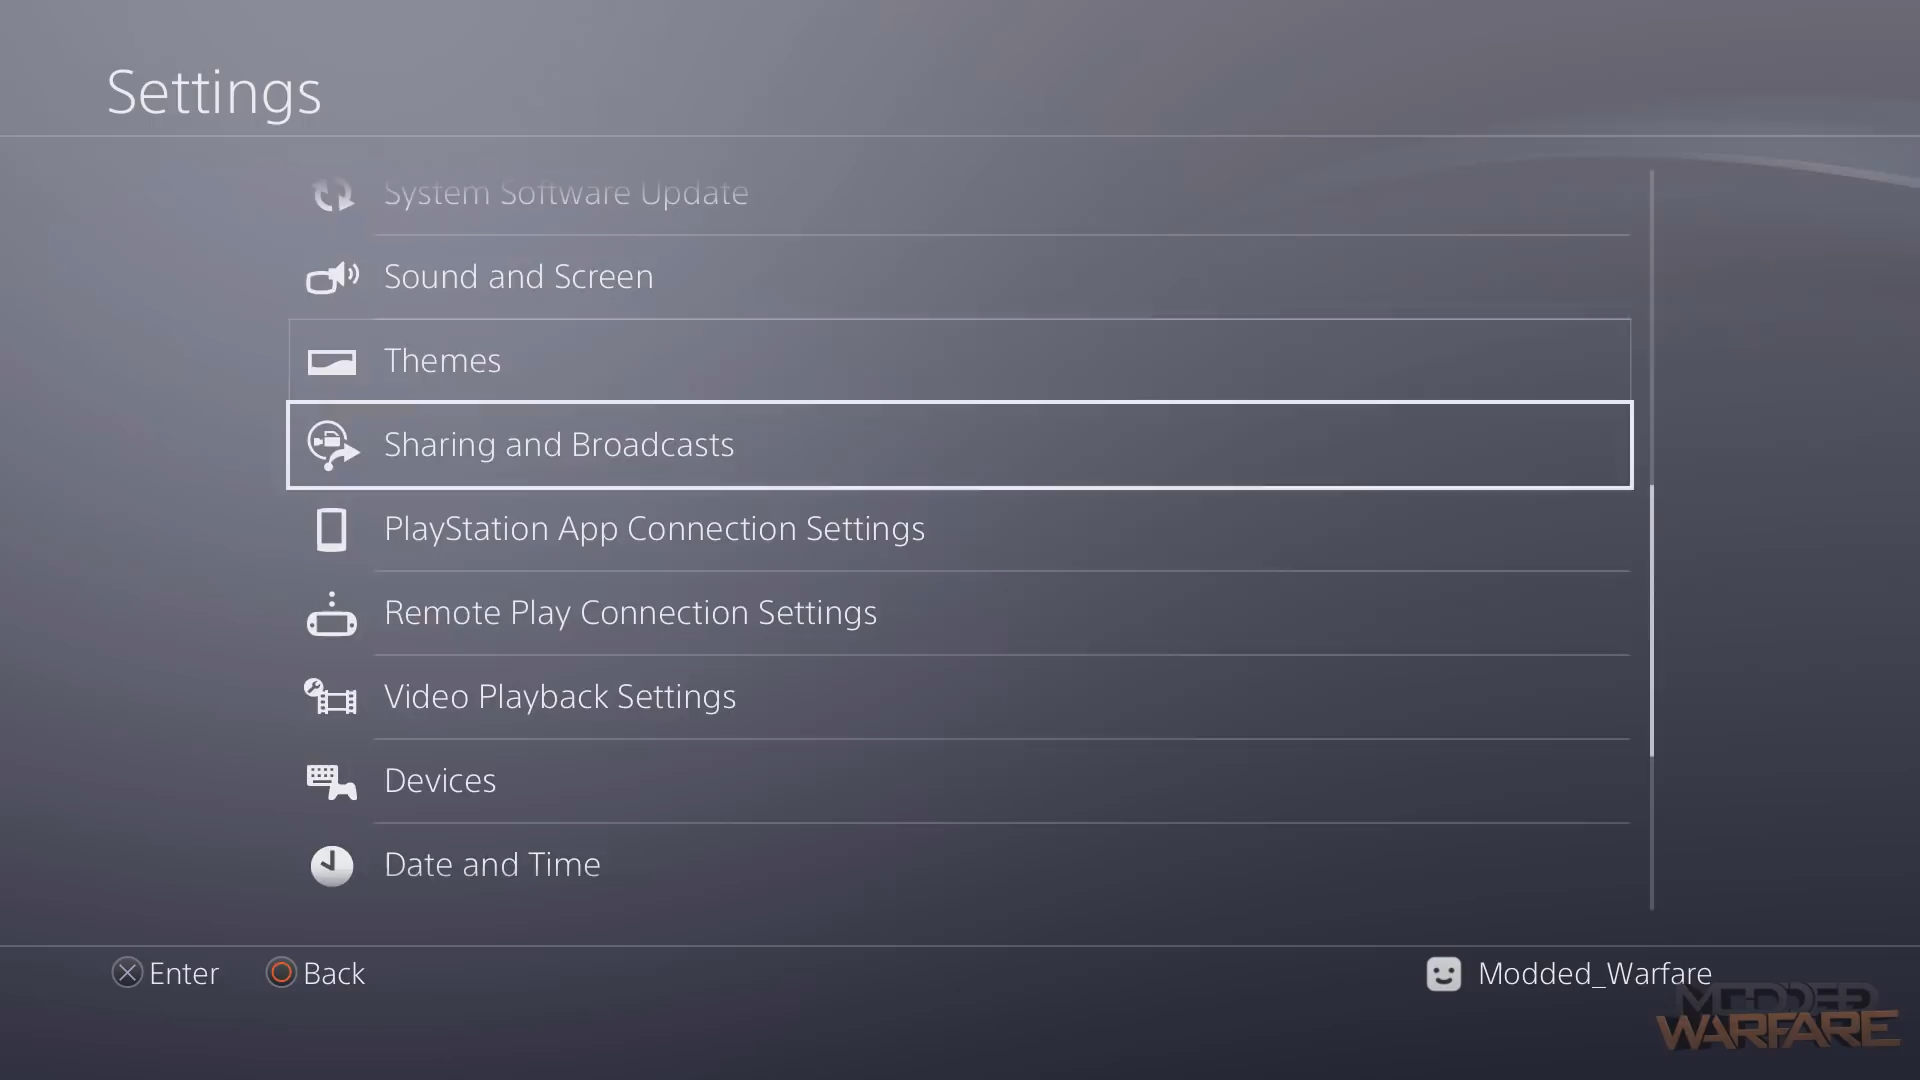 Settings
System Software Update
Sound and Screen
Themes
Sharing and Broadcasts
PlayStation App Connection Settings
Remote Play Connection Settings
Video Playback Settings
Devices
Date and Time
Enter
Back
Modded_Warfare
MODDED
WARFARE